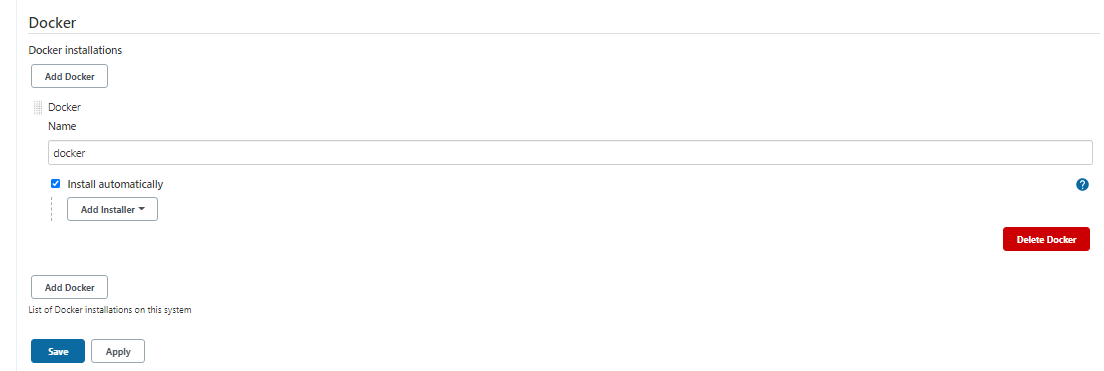 Docker
Docker installations
Add Docker
Docker
Name
docker
Install automatically
?
Add Installer
Delete Docker
Add Docker
List of Docker installations on this system
Save Apply